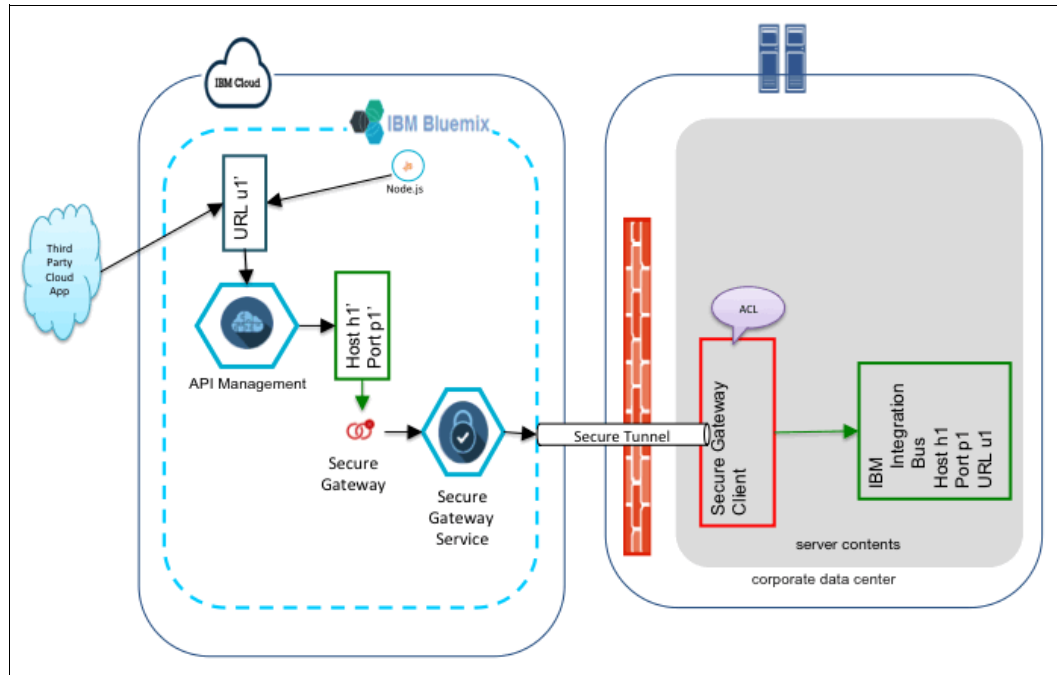 IBM Cloud
IBM Bluemix
Node.js
URL u1’
Third
Party
Cloud
App
API Management
Host h1’
Port p1’
Secure
Gateway
Secure
Gateway
Service
Secure Tunnel
ACL
Secure Gateway
Client
IBM
Integration
Bus
Host h1
Port p1
URL u1
server contents
corporate data center